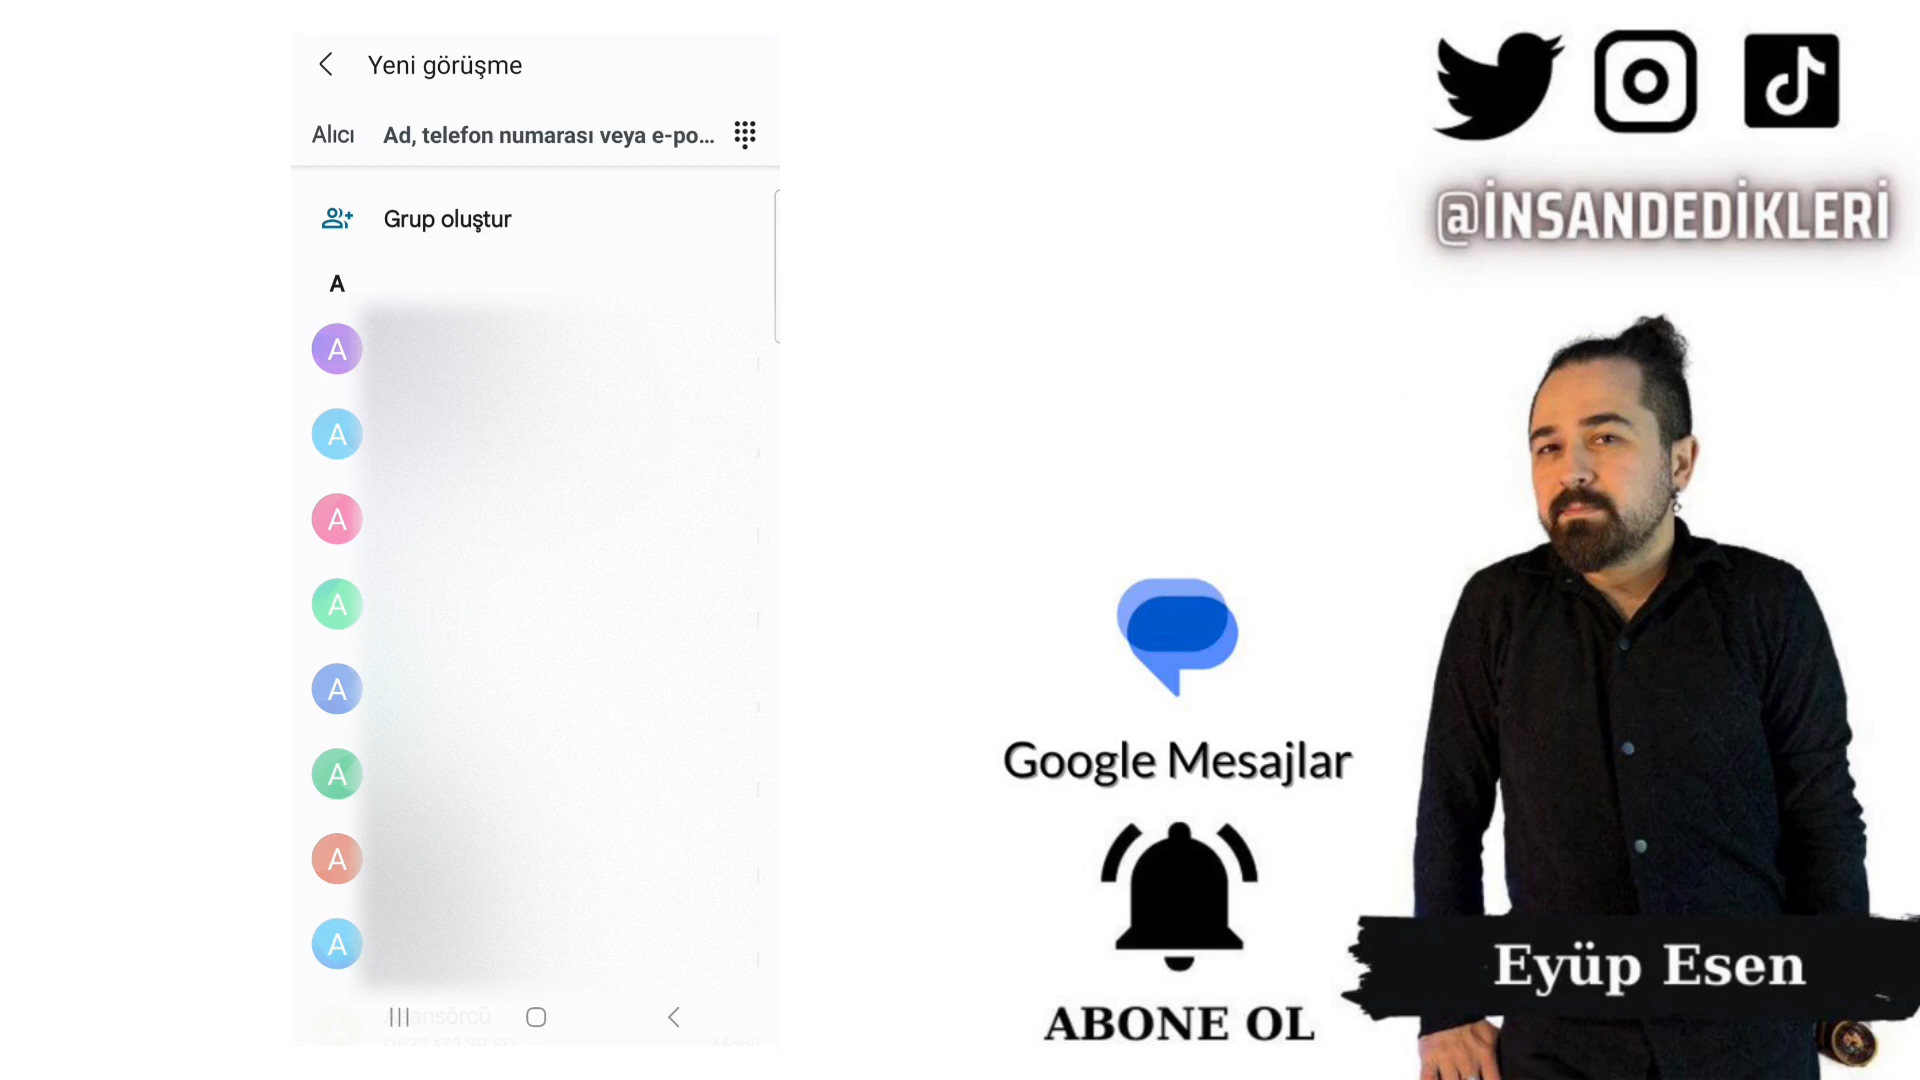 Yeni görüşme
Alıcı Ad, telefon numarası veya e-po...
Grup oluştur
A
A
A
A
A
A
A
A
A
@İNSANDEDİKLERİ
Google Mesajlar
ABONE OL
Eyüp Esen